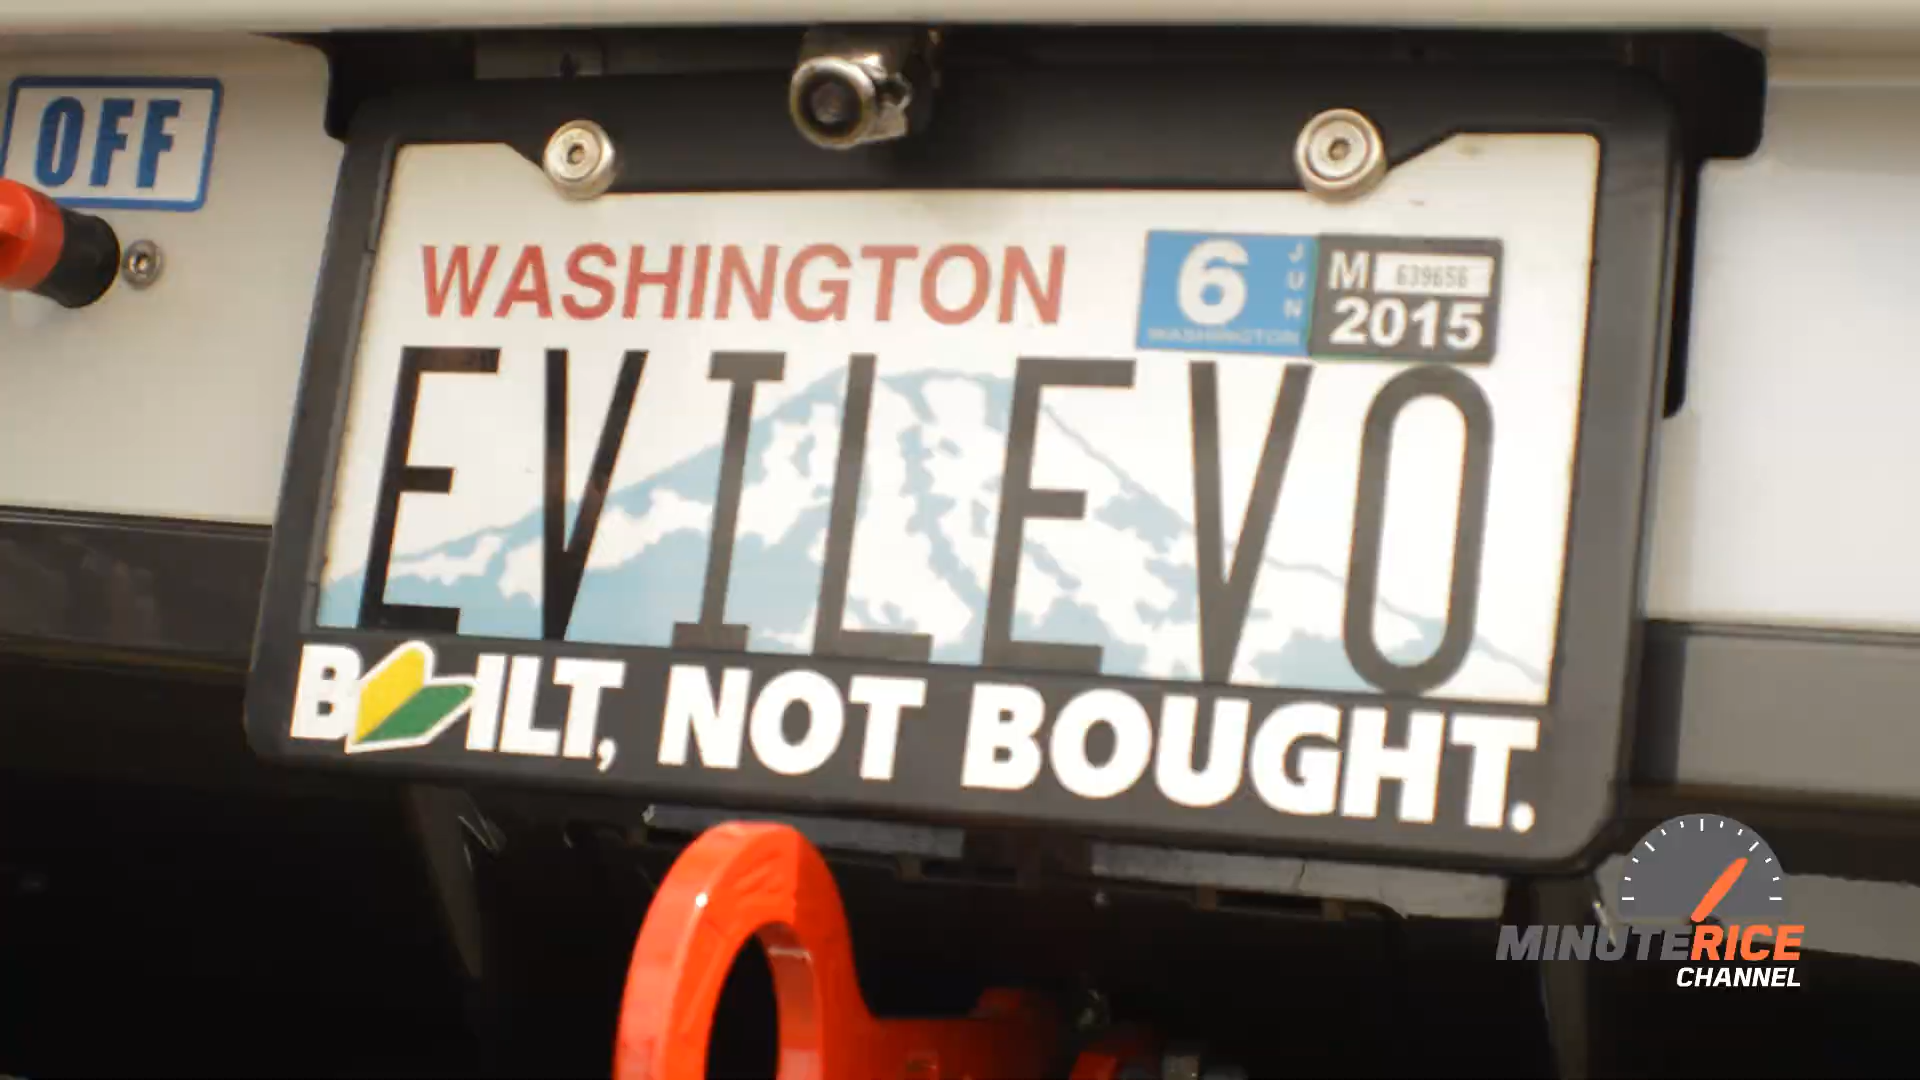 OFF
WASHINGTON
6 JUN
WASHINGTON
M 639656
2015
EVILEVO
BUILT, NOT BOUGHT.
MINUTERICE
CHANNEL